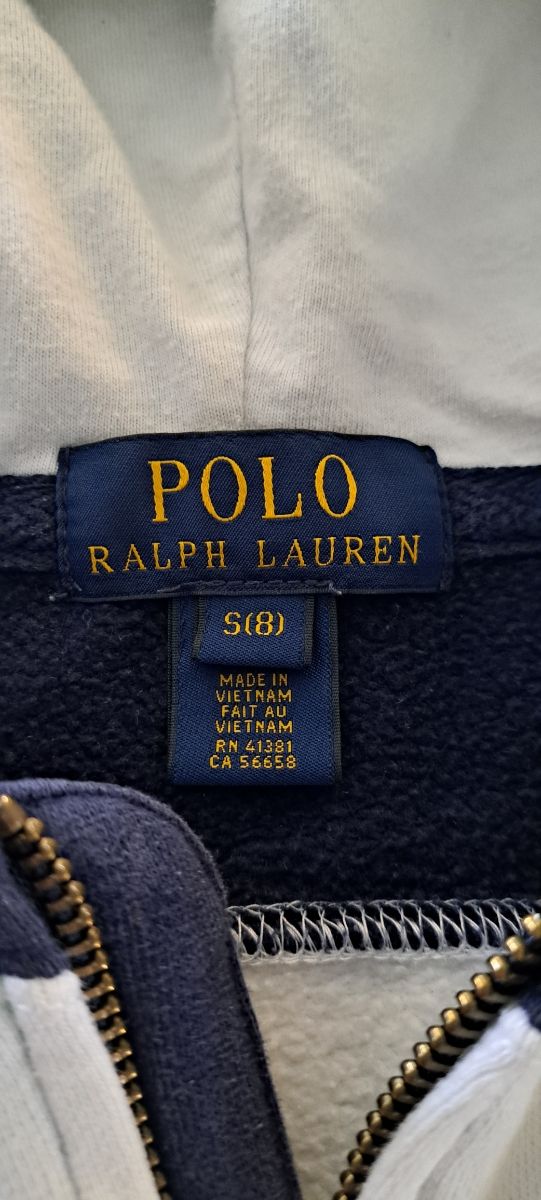 POLO
RALPH LAUREN
S(8)
MADE IN
VIETNAM
FAIT AU
VIETNAM
RN 41381
CA 56658